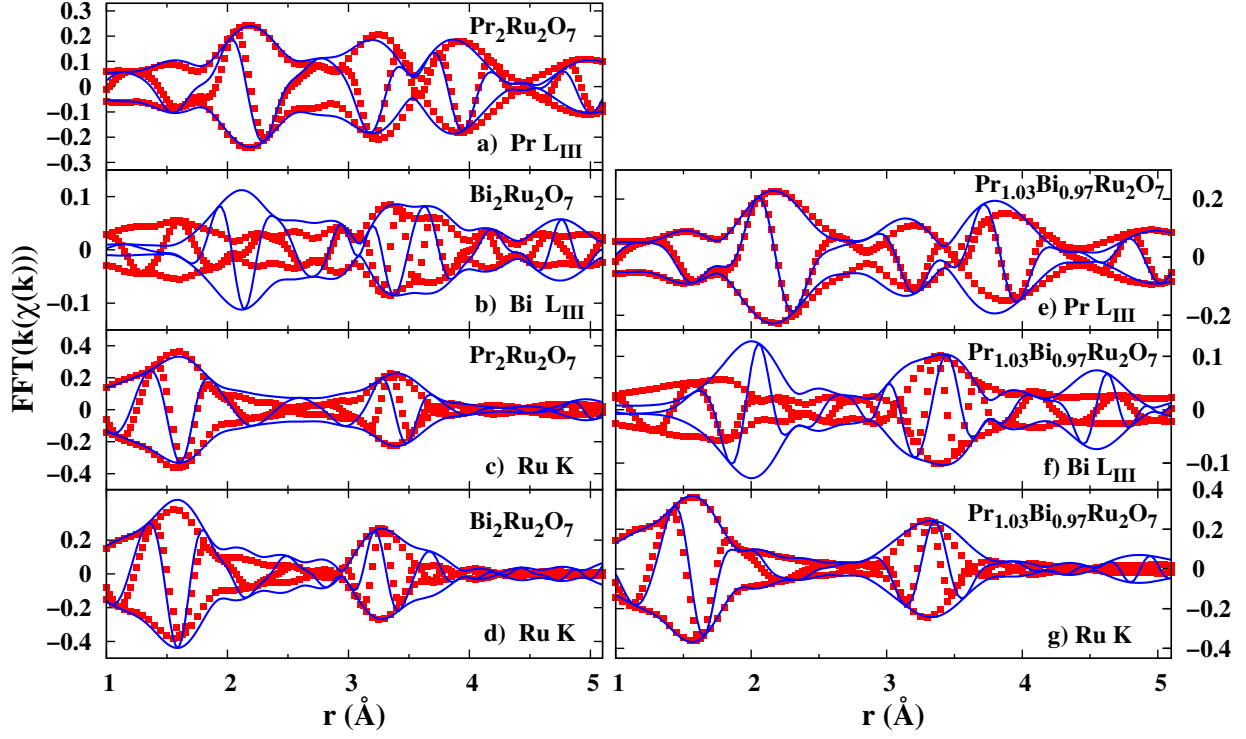 FFT(k(χ(k)))
0.3
0.2
0.1
0
−0.1
−0.2
−0.3
Pr2Ru2O7
a) Pr LIII
0.1
0
−0.1
Bi2Ru2O7
b) Bi LIII
0.4
0.2
0
−0.2
−0.4
Pr2Ru2O7
c) Ru K
0.2
0
−0.2
−0.4
Bi2Ru2O7
d) Ru K
1 2 3 4 5
r (Å)
Pr1.03Bi0.97Ru2O7
e) Pr LIII
0.2
0
−0.2
Pr1.03Bi0.97Ru2O7
f) Bi LIII
0.1
0
−0.1
Pr1.03Bi0.97Ru2O7
g) Ru K
0.4
0.2
0
−0.2
−0.4
1 2 3 4 5
r (Å)